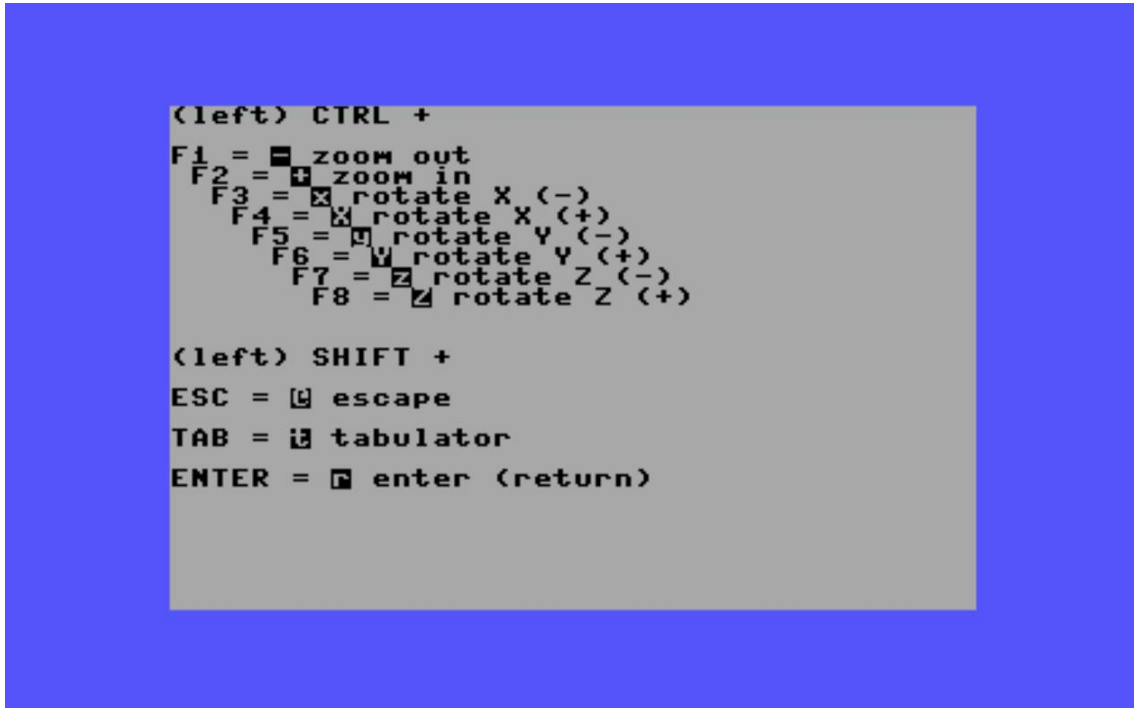 (left) CTRL +
F1 = - zoom out
F2 = + zoom in
F3 = x rotate X (-)
F4 = X rotate X (+)
F5 = y rotate Y (-)
F6 = Y rotate Y (+)
F7 = z rotate Z (-)
F8 = Z rotate Z (+)
(left) SHIFT +
ESC = escape
TAB = tabulator
ENTER = r enter (return)